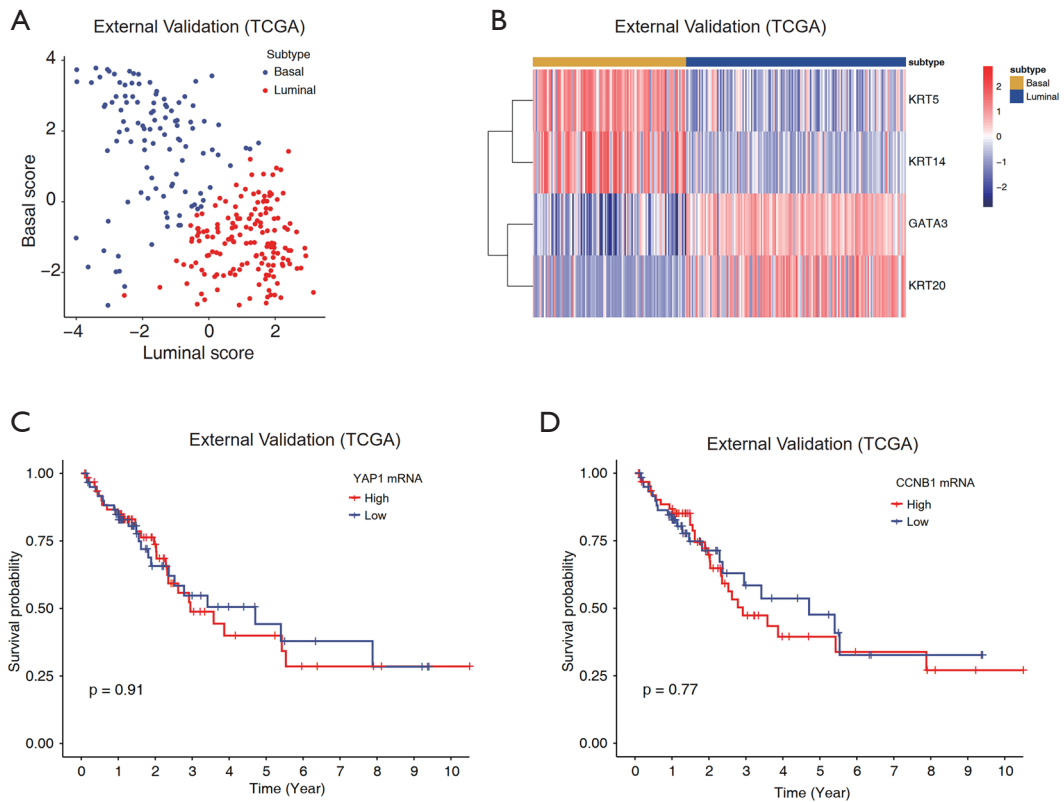 A
External Validation (TCGA)
Subtype
Basal
Luminal
4
2
0
−2
Basal score
−4
−2
0
2
Luminal score
B
External Validation (TCGA)
subtype
KRT5
KRT14
GATA3
KRT20
2
1
0
−1
−2
subtype
Basal
Luminal
C
External Validation (TCGA)
YAP1 mRNA
High
Low
1.00
0.75
0.50
0.25
0.00
Survival probability
p = 0.91
0 1 2 3 4 5 6 7 8 9 10
Time (Year)
D
External Validation (TCGA)
CCNB1 mRNA
High
Low
1.00
0.75
0.50
0.25
0.00
Survival probability
p = 0.77
0 1 2 3 4 5 6 7 8 9 10
Time (Year)